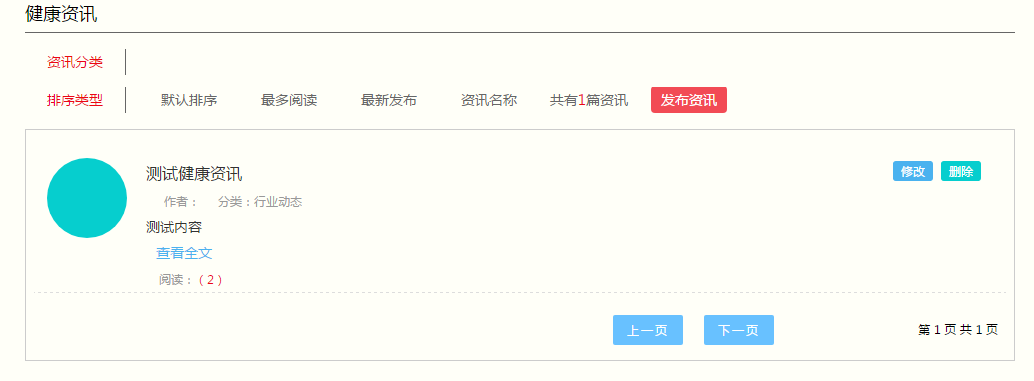 健康资讯
资讯分类
排序类型 默认排序 最多阅读 最新发布 资讯名称 共有1篇资讯 发布资讯
测试健康资讯 修改 删除
作者： 分类：行业动态
测试内容
查看全文
阅读：（2）
上一页 下一页 第 1 页 共 1 页